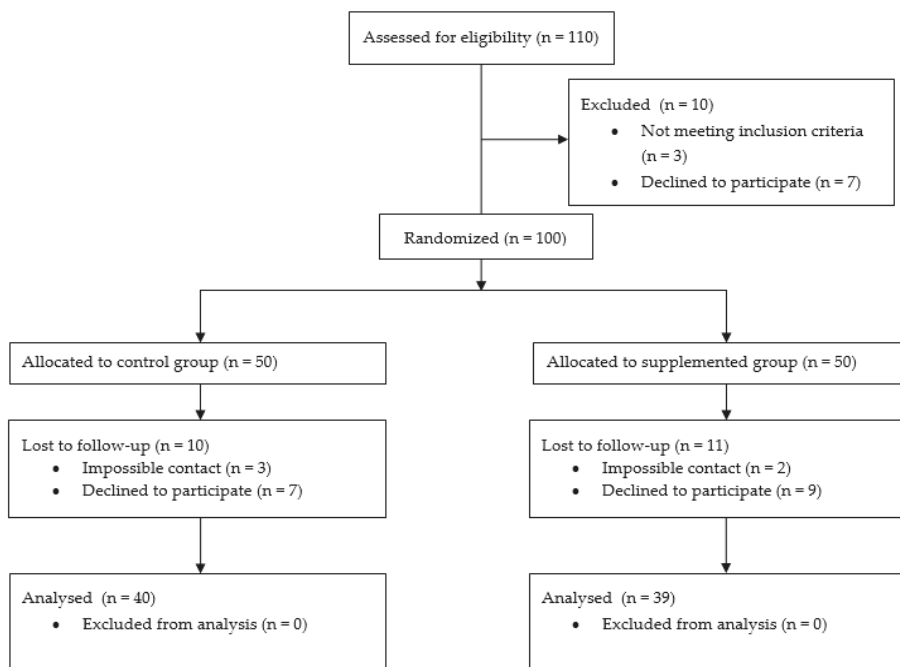 Assessed for eligibility (n = 110)
Excluded (n = 10)
• Not meeting inclusion criteria
(n = 3)
• Declined to participate (n = 7)
Randomized (n = 100)
Allocated to control group (n = 50)
Allocated to supplemented group (n = 50)
Lost to follow-up (n = 10)
• Impossible contact (n = 3)
• Declined to participate (n = 7)
Lost to follow-up (n = 11)
• Impossible contact (n = 2)
• Declined to participate (n = 9)
Analysed (n = 40)
• Excluded from analysis (n = 0)
Analysed (n = 39)
• Excluded from analysis (n = 0)